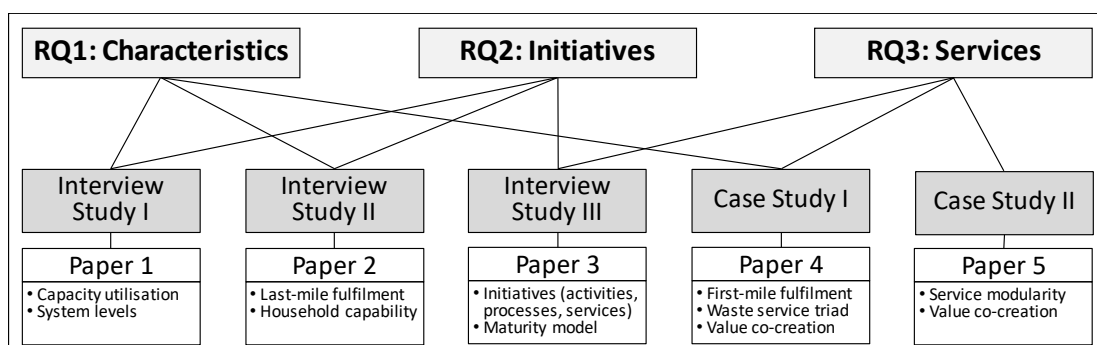 RQ1: Characteristics
RQ2: Initiatives
RQ3: Services
Interview
Study I
Interview
Study II
Interview
Study III
Case Study I
Case Study II
Paper 1
• Capacity utilisation
• System levels
Paper 2
• Last-mile fulfilment
• Household capability
Paper 3
• Initiatives (activities,
processes, services)
• Maturity model
Paper 4
• First-mile fulfilment
• Waste service triad
• Value co-creation
Paper 5
• Service modularity
• Value co-creation